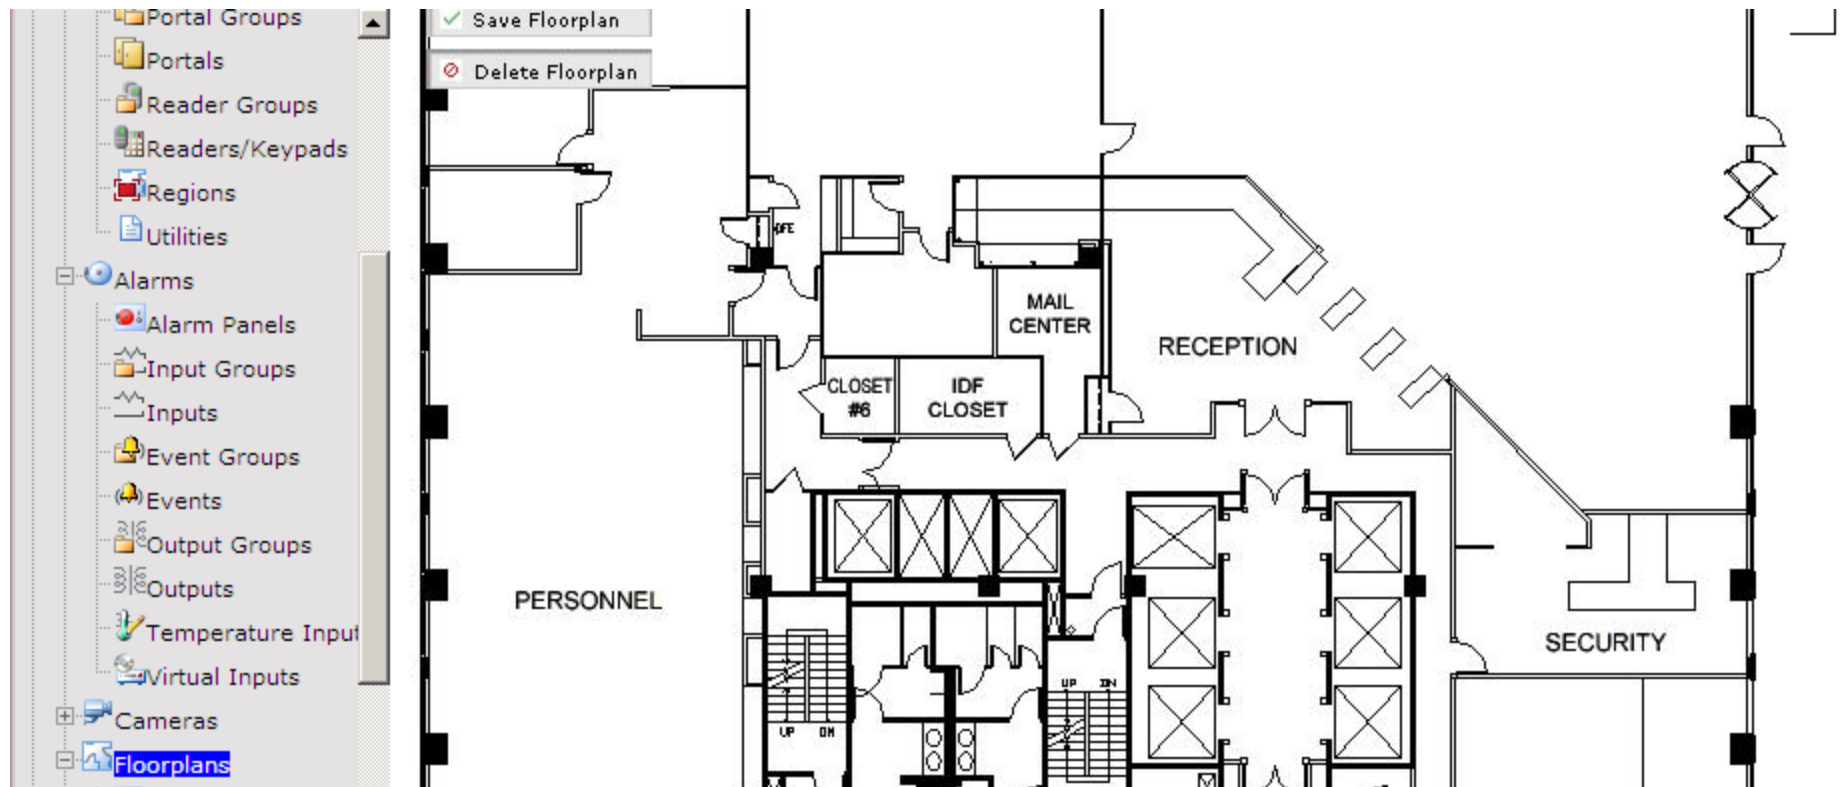 Portal Groups
Portals
Reader Groups
Readers/Keypads
Regions
Utilities
Alarms
Alarm Panels
Input Groups
Inputs
Event Groups
Events
Output Groups
Outputs
Temperature Input
Virtual Inputs
Cameras
Floorplans
Save Floorplan
Delete Floorplan
MAIL
CENTER
RECEPTION
CLOSET
#6
IDF
CLOSET
PERSONNEL
SECURITY
UP DN
UP DN